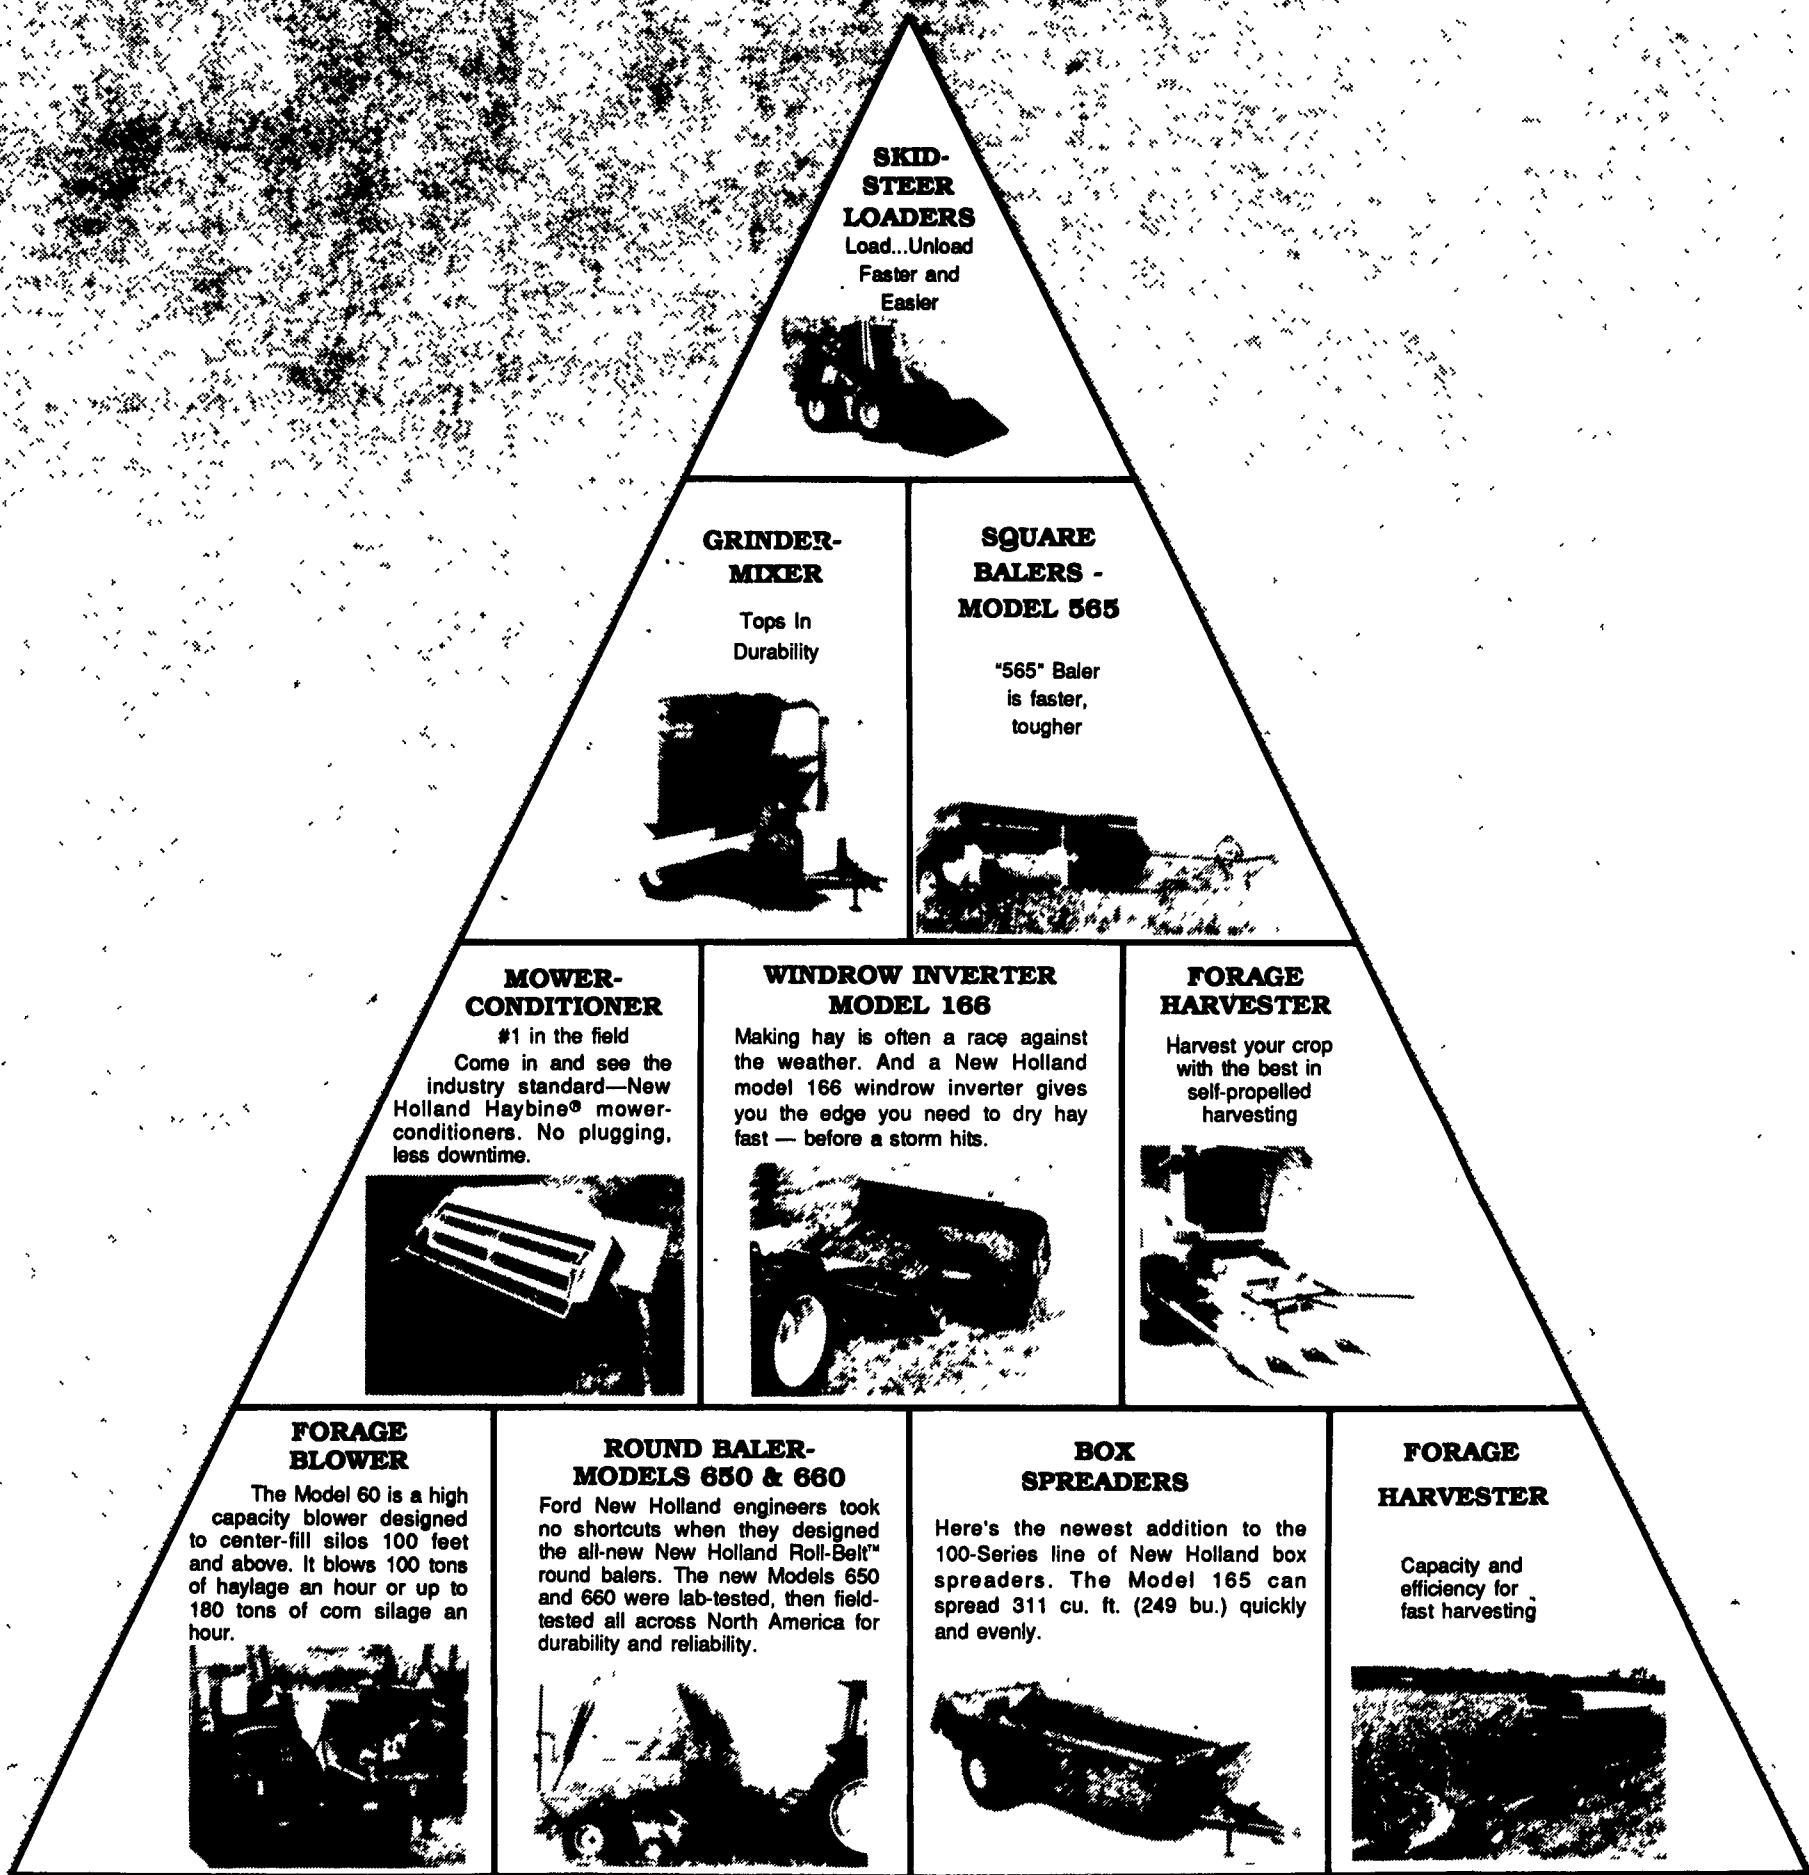 SKID-
STEER
LOADERS
Load...Unload
Faster and
Easier
GRINDER-
MIXER
Tops In
Durability
SQUARE
BALERS -
MODEL 565
"565" Baler
is faster,
tougher
MOWER-
CONDITIONER
#1 in the field
Come in and see the
industry standard—New
Holland Haybine® mower-
conditioners. No plugging,
less downtime.
WINDROW INVERTER
MODEL 166
Making hay is often a race against
the weather. And a New Holland
model 166 windrow inverter gives
you the edge you need to dry hay
fast — before a storm hits.
FORAGE
HARVESTER
Harvest your crop
with the best in
self-propelled
harvesting
FORAGE
BLOWER
The Model 60 is a high
capacity blower designed
to center-fill silos 100 feet
and above. It blows 100 tons
of haylage an hour or up to
180 tons of corn silage an
hour.
ROUND BALER-
MODELS 650 & 660
Ford New Holland engineers took
no shortcuts when they designed
the all-new New Holland Roll-Belt™
round balers. The new Models 650
and 660 were lab-tested, then field-
tested all across North America for
durability and reliability.
BOX
SPREADERS
Here's the newest addition to the
100-Series line of New Holland box
spreaders. The Model 165 can
spread 311 cu. ft. (249 bu.) quickly
and evenly.
FORAGE
HARVESTER
Capacity and
efficiency for
fast harvesting